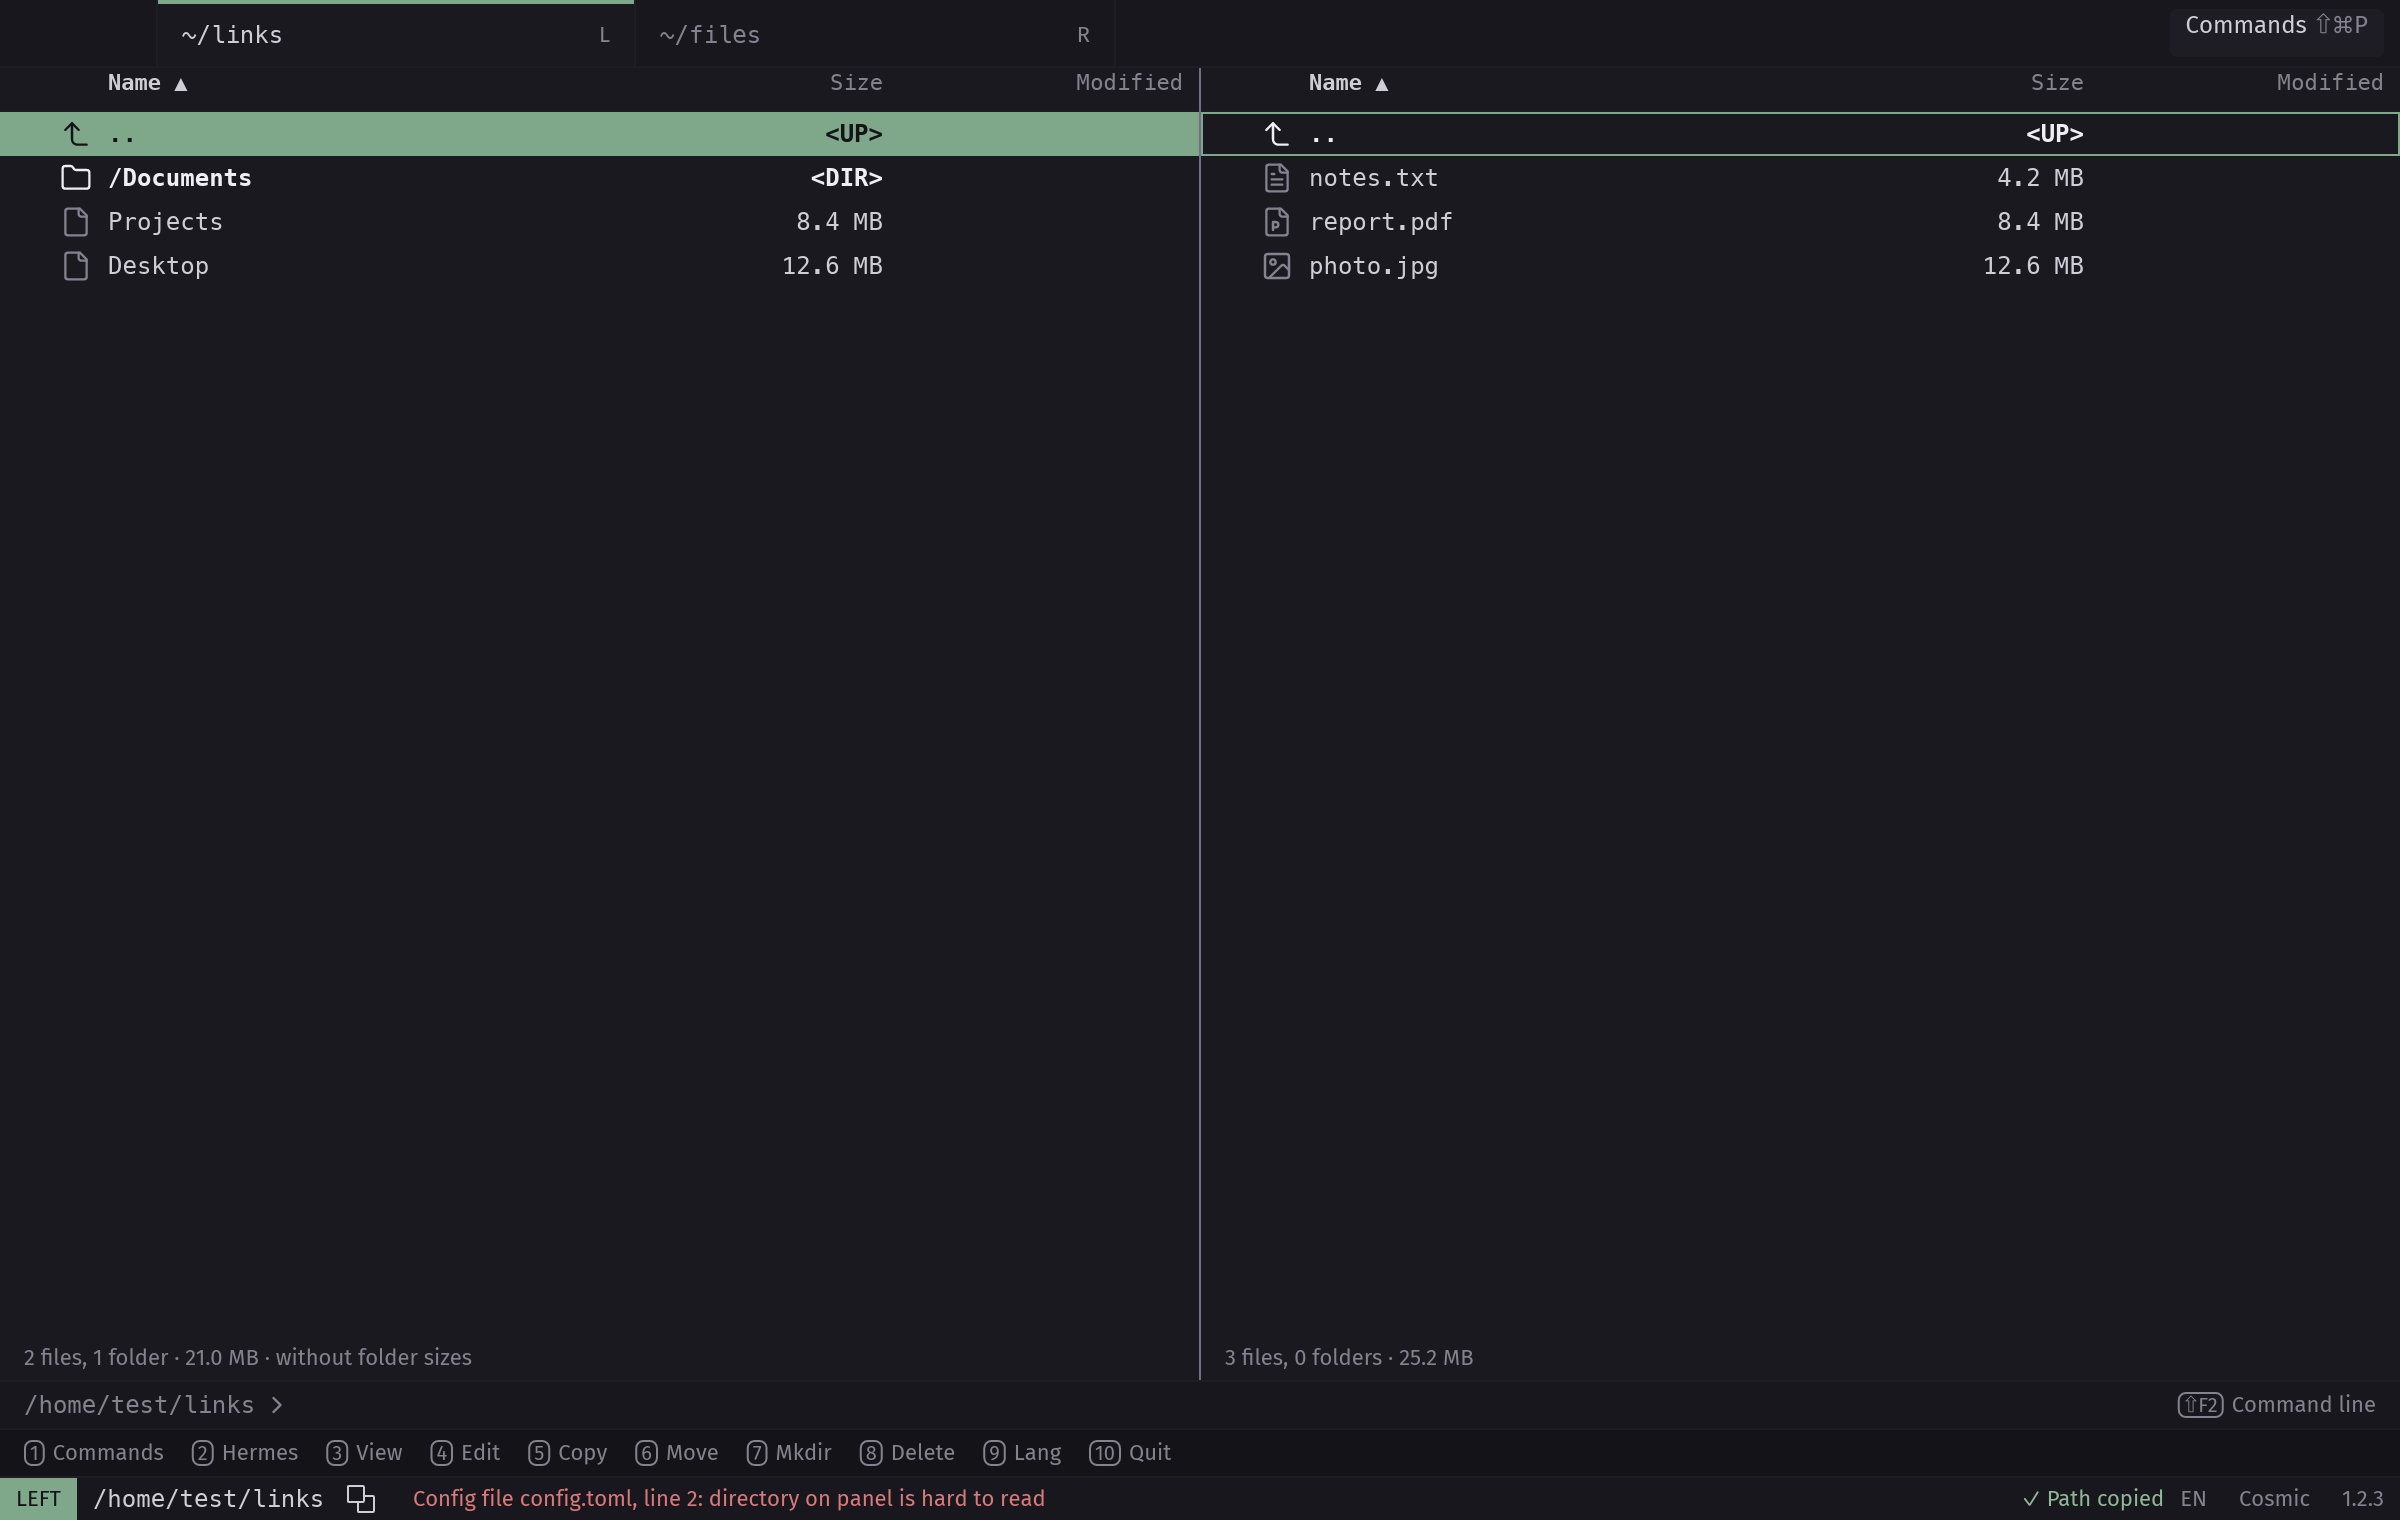 ~/links L ~/files R Commands ⇧⌘P
Name ▲ Size Modified Name ▲ Size Modified
.. <UP> .. <UP>
/Documents <DIR> notes.txt 4.2 MB
Projects 8.4 MB report.pdf 8.4 MB
Desktop 12.6 MB photo.jpg 12.6 MB
2 files, 1 folder · 21.0 MB · without folder sizes 3 files, 0 folders · 25.2 MB
/home/test/links > ⇧F2 Command line
1 Commands 2 Hermes 3 View 4 Edit 5 Copy 6 Move 7 Mkdir 8 Delete 9 Lang 10 Quit
LEFT /home/test/links Config file config.toml, line 2: directory on panel is hard to read ✓ Path copied EN Cosmic 1.2.3